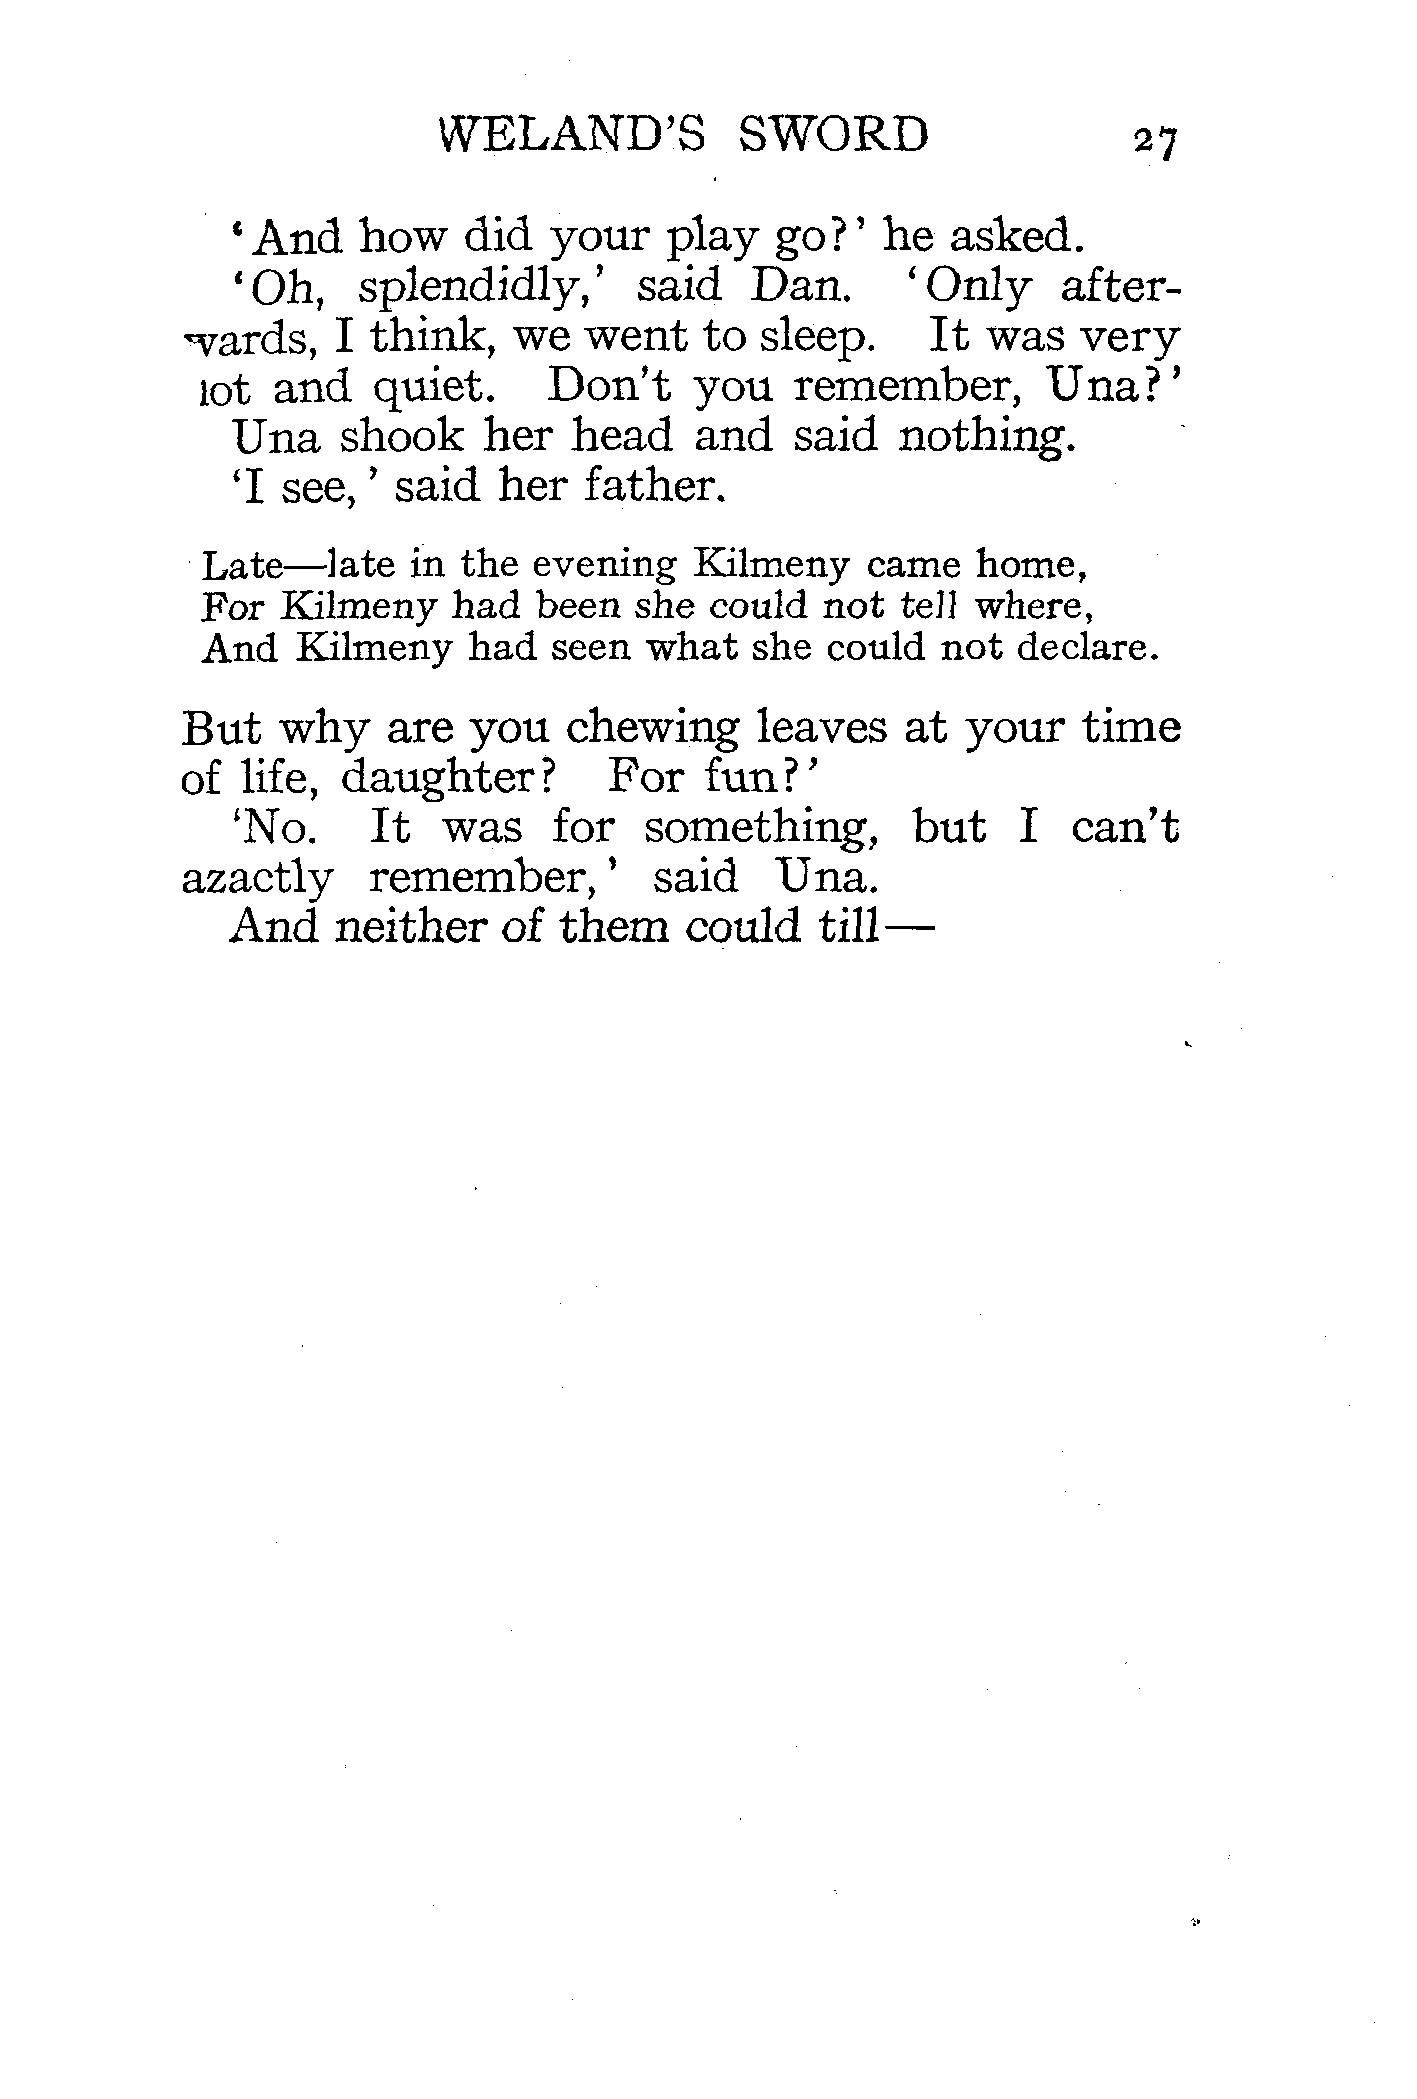 WELAND'S SWORD 27
'And how did your play go?' he asked.
'Oh, splendidly,' said Dan. 'Only after-
wards, I think, we went to sleep. It was very
hot and quiet. Don't you remember, Una?'
Una shook her head and said nothing.
'I see,' said her father.
Late—late in the evening Kilmeny came home,
For Kilmeny had been she could not tell where,
And Kilmeny had seen what she could not declare.
But why are you chewing leaves at your time
of life, daughter? For fun?'
'No. It was for something, but I can't
azactly remember,' said Una.
And neither of them could till—